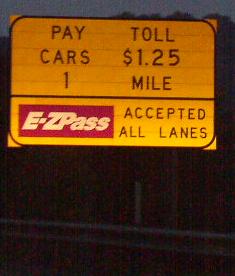 PAY TOLL
CARS $1.25
1 MILE
E-ZPass ACCEPTED
ALL LANES